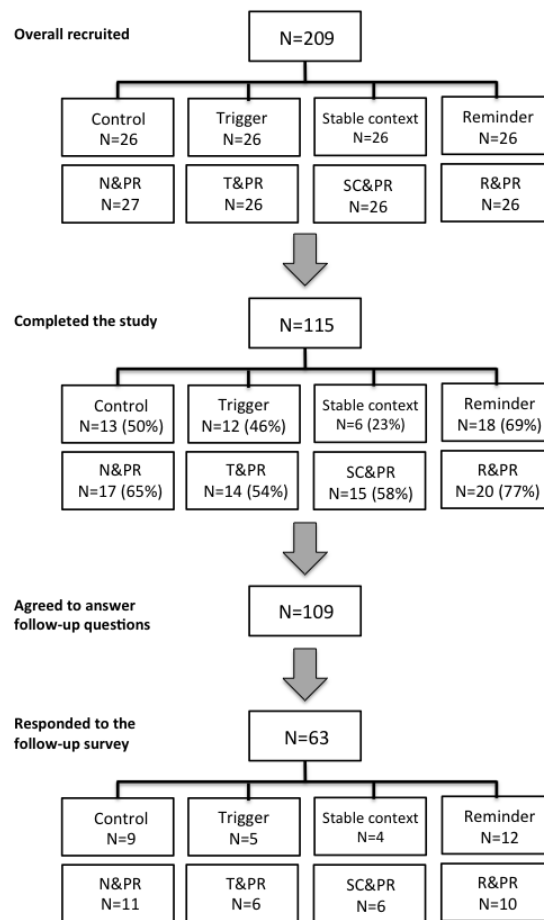 Overall recruited
N=209
Control
N=26
Trigger
N=26
Stable context
N=26
Reminder
N=26
N&PR
N=27
T&PR
N=26
SC&PR
N=26
R&PR
N=26
Completed the study
N=115
Control
N=13 (50%)
Trigger
N=12 (46%)
Stable context
N=6 (23%)
Reminder
N=18 (69%)
N&PR
N=17 (65%)
T&PR
N=14 (54%)
SC&PR
N=15 (58%)
R&PR
N=20 (77%)
Agreed to answer
follow-up questions
N=109
Responded to the
follow-up survey
N=63
Control
N=9
Trigger
N=5
Stable context
N=4
Reminder
N=12
N&PR
N=11
T&PR
N=6
SC&PR
N=6
R&PR
N=10